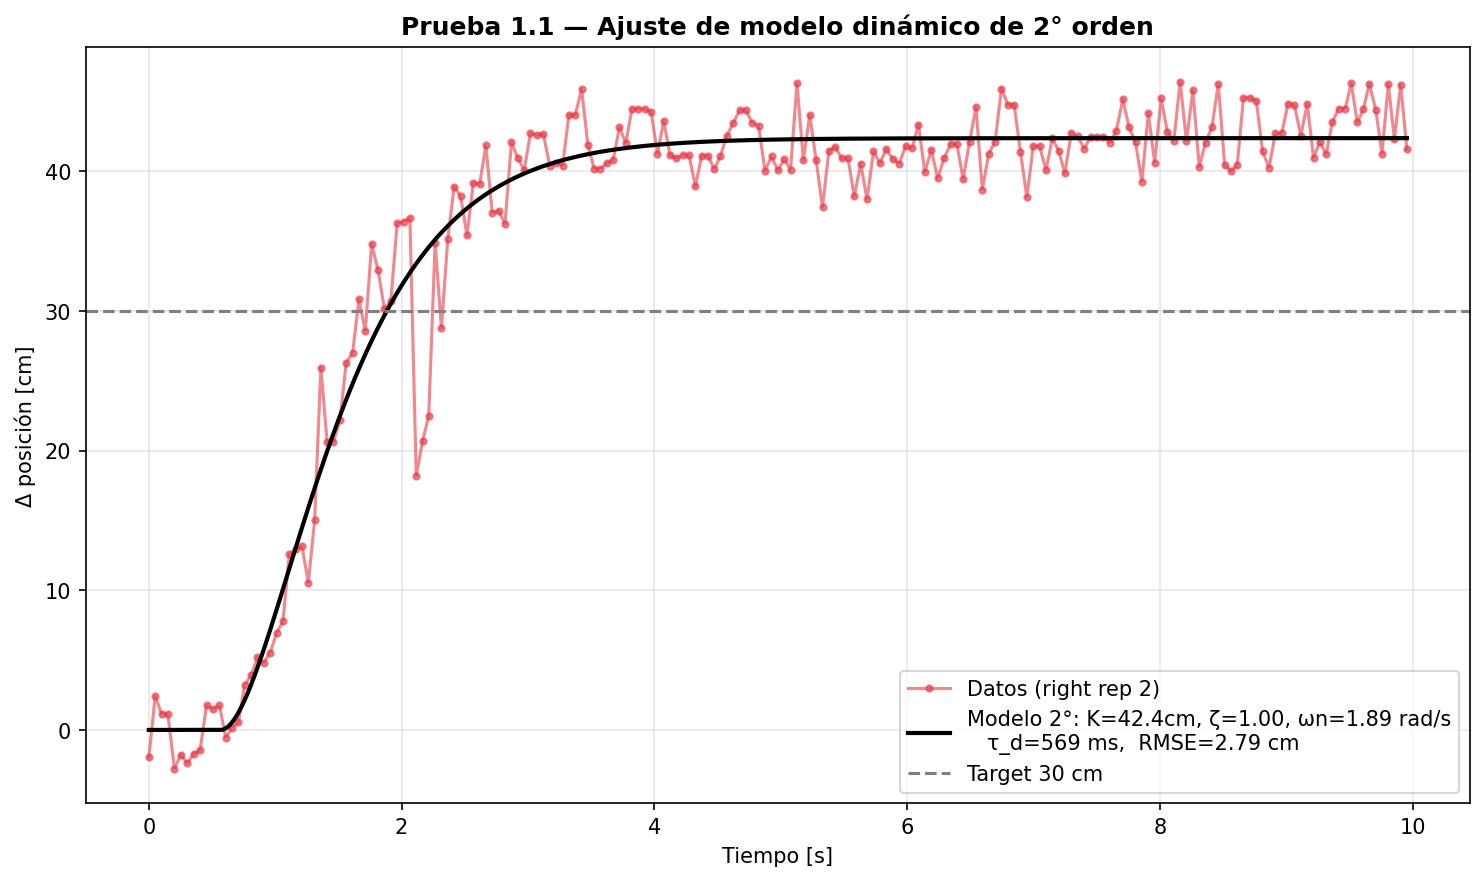 Prueba 1.1 — Ajuste de modelo dinámico de 2° orden
Δ posición [cm]
40
30
20
10
0
0 2 4 6 8 10
Tiempo [s]
Datos (right rep 2)
Modelo 2°: K=42.4cm, ζ=1.00, ωn=1.89 rad/s
τ_d=569 ms, RMSE=2.79 cm
Target 30 cm